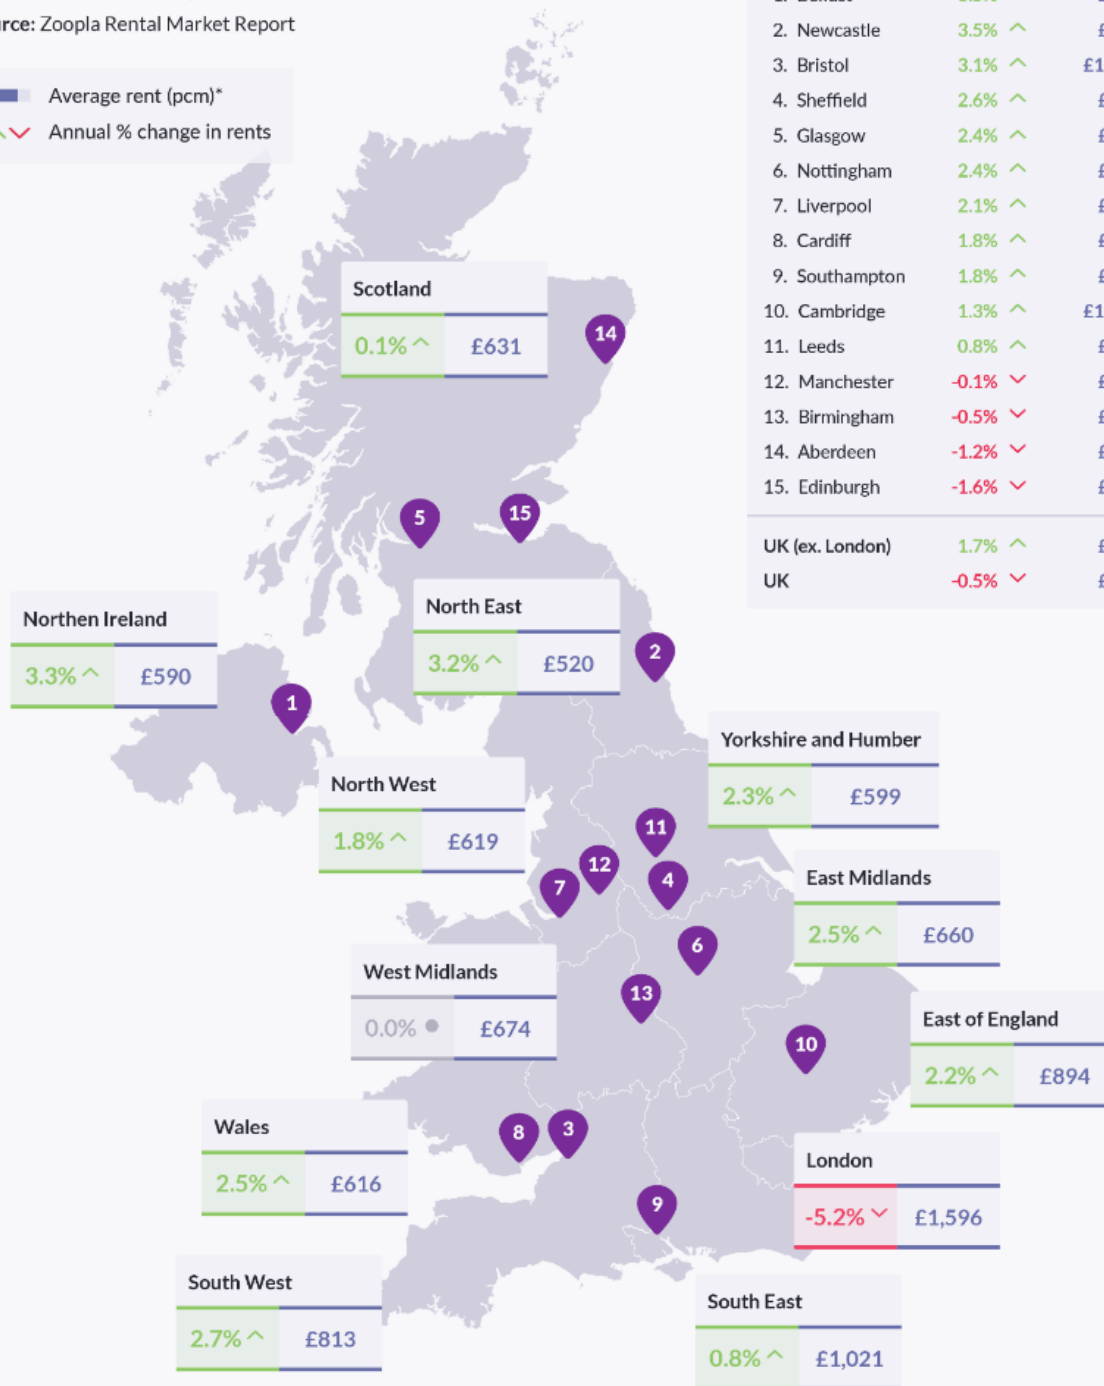 Zoopla Rental Market Report
Average rent (pcm)*
Annual % change in rents
2. Newcastle 3.5%
3. Bristol 3.1% £1
4. Sheffield 2.6% £
5. Glasgow 2.4% £
6. Nottingham 2.4% £
7. Liverpool 2.1% £
8. Cardiff 1.8% £
9. Southampton 1.8% £
10. Cambridge 1.3% £1
11. Leeds 0.8% £
12. Manchester -0.1% £
13. Birmingham -0.5% £
14. Aberdeen -1.2% £
15. Edinburgh -1.6% £
UK (ex. London) 1.7% £
UK -0.5% £
Scotland
0.1% £631
14
5
15
Northen Ireland
3.3% £590
North East
3.2% £520
2
1
Yorkshire and Humber
2.3% £599
North West
1.8% £619
11
12
7
4
East Midlands
2.5% £660
6
West Midlands
0.0% £674
13
East of England
2.2% £894
10
Wales
2.5% £616
8
3
London
-5.2% £1,596
9
South West
2.7% £813
South East
0.8% £1,021